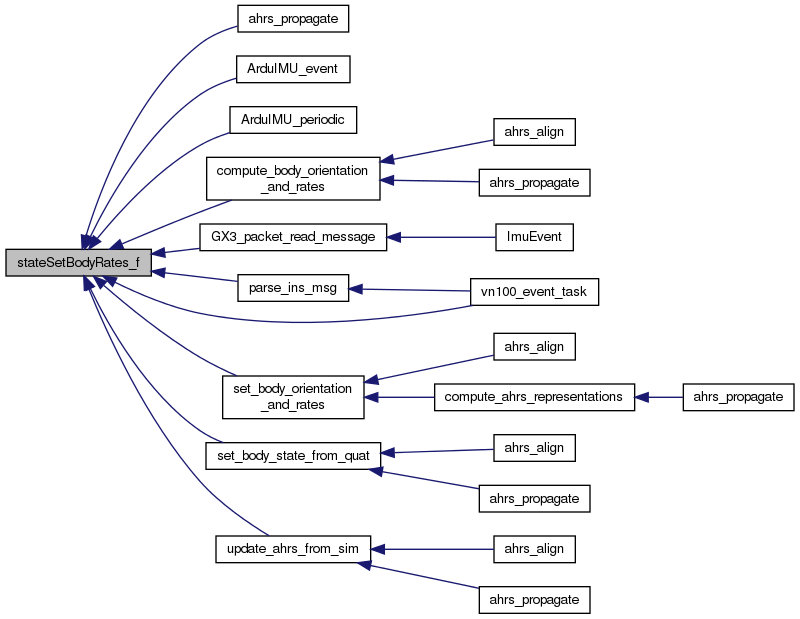 ahrs_propagate
ArduIMU_event
ArduIMU_periodic
ahrs_align
compute_body_orientation
_and_rates
ahrs_propagate
GX3_packet_read_message
ImuEvent
stateSetBodyRates_f
parse_ins_msg
vn100_event_task
ahrs_align
set_body_orientation
_and_rates
compute_ahrs_representations
ahrs_propagate
ahrs_align
set_body_state_from_quat
ahrs_propagate
update_ahrs_from_sim
ahrs_align
ahrs_propagate